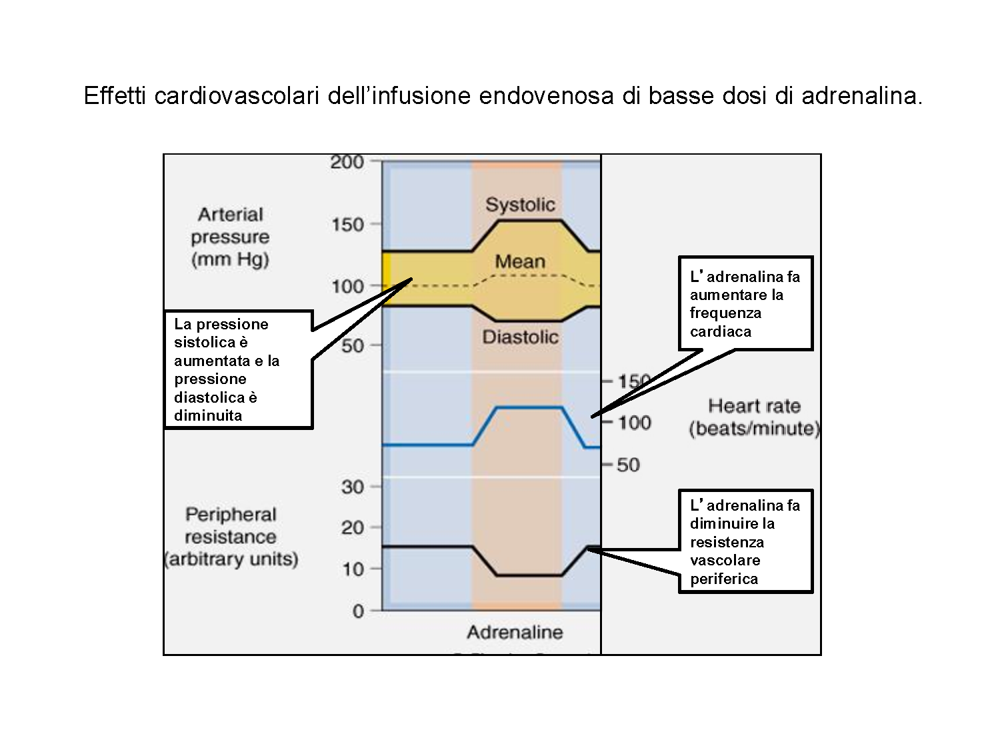 Effetti cardiovascolari dell’infusione endovenosa di basse dosi di adrenalina.
200
Arterial
pressure
(mm Hg)
150
100
50
Systolic
Mean
Diastolic
La pressione
sistolica è
aumentata e la
pressione
diastolica è
diminuita
L’ adrenalina fa
aumentare la
frequenza
cardiaca
150
100
50
Heart rate
(beats/minute)
Peripheral
resistance
(arbitrary units)
30
20
10
0
L’ adrenalina fa
diminuire la
resistenza
vascolare
periferica
Adrenaline